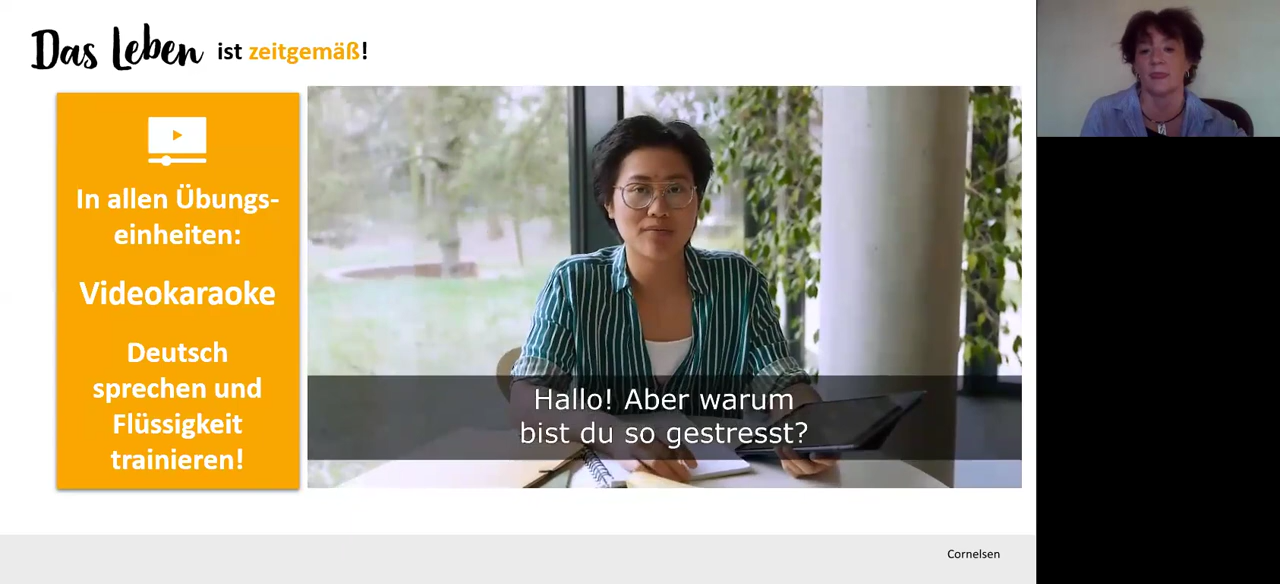 Das Leben ist zeitgemäß!
In allen Übungs-
einheiten:
Videokaraoke
Deutsch
sprechen und
Flüssigkeit
trainieren!
Hallo! Aber warum
bist du so gestresst?
Cornelsen